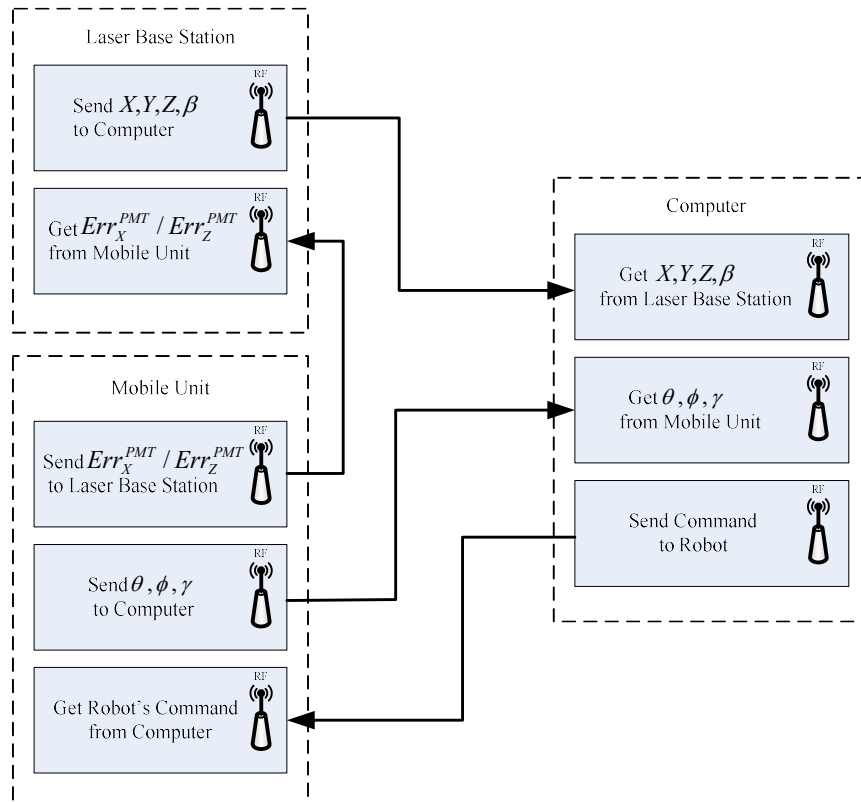 Laser Base Station
RF
Send X,Y,Z,β
to Computer
RF
Get Err_X^PMT / Err_Z^PMT
from Mobile Unit
Mobile Unit
RF
Send Err_X^PMT / Err_Z^PMT
to Laser Base Station
RF
Send θ , ϕ , γ
to Computer
RF
Get Robot`s Command
from Computer
Computer
RF
Get X,Y,Z,β
from Laser Base Station
RF
Get θ , ϕ , γ
from Mobile Unit
RF
Send Command
to Robot